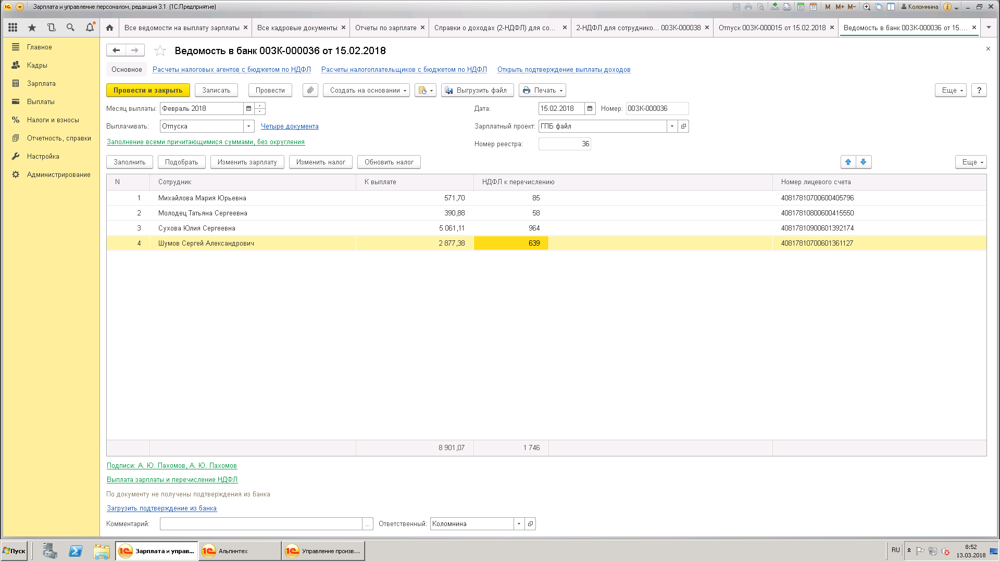 Зарплата и управление персоналом, редакция 3.1 (1С:Предприятие)
M M+ M- Коломнина
Все ведомости на выплату зарплаты
Все кадровые документы
Отчеты по зарплате
Справки о доходах (2-НДФЛ) для со...
2-НДФЛ для сотруднико... 00ЗК-000038
Отпуск 00ЗК-000015 от 15.02.2018
Ведомость в банк 00ЗК-000036 от 15....
Главное
Кадры
Зарплата
Выплаты
Налоги и взносы
Отчетность, справки
Настройка
Администрирование
Ведомость в банк 00ЗК-000036 от 15.02.2018
Основное Расчеты налоговых агентов с бюджетом по НДФЛ Расчеты налогоплательщиков с бюджетом по НДФЛ Открыть подтверждение выплаты доходов
Провести и закрыть Записать Провести Создать на основании Выгрузить файл Печать Еще ?
Месяц выплаты: Февраль 2018 Дата: 15.02.2018 Номер: 00ЗК-000036
Выплачивать: Отпуска Четыре документа Зарплатный проект: ГПБ файл
Заполнение всеми причитающимися суммами, без округления Номер реестра: 36
Заполнить Подобрать Изменить зарплату Изменить налог Обновить налог Еще
N Сотрудник К выплате НДФЛ к перечислению Номер лицевого счета
1 Михайлова Мария Юрьевна 571,70 85 40817810700600405796
2 Молодец Татьяна Сергеевна 390,88 58 40817810800600415550
3 Сухова Юлия Сергеевна 5 061,11 964 40817810900601392174
4 Шумов Сергей Александрович 2 877,38 639 40817810700601361127
8 901,07 1 746
Подписи: А. Ю. Пахомов, А. Ю. Пахомов
Выплата зарплаты и перечисление НДФЛ
По документу не получены подтверждения из банка
Загрузить подтверждение из банка
Комментарий: ... Ответственный: Коломнина
Пуск Зарплата и управ... Альпинтех Управление произв... RU 8:52
13.03.2018